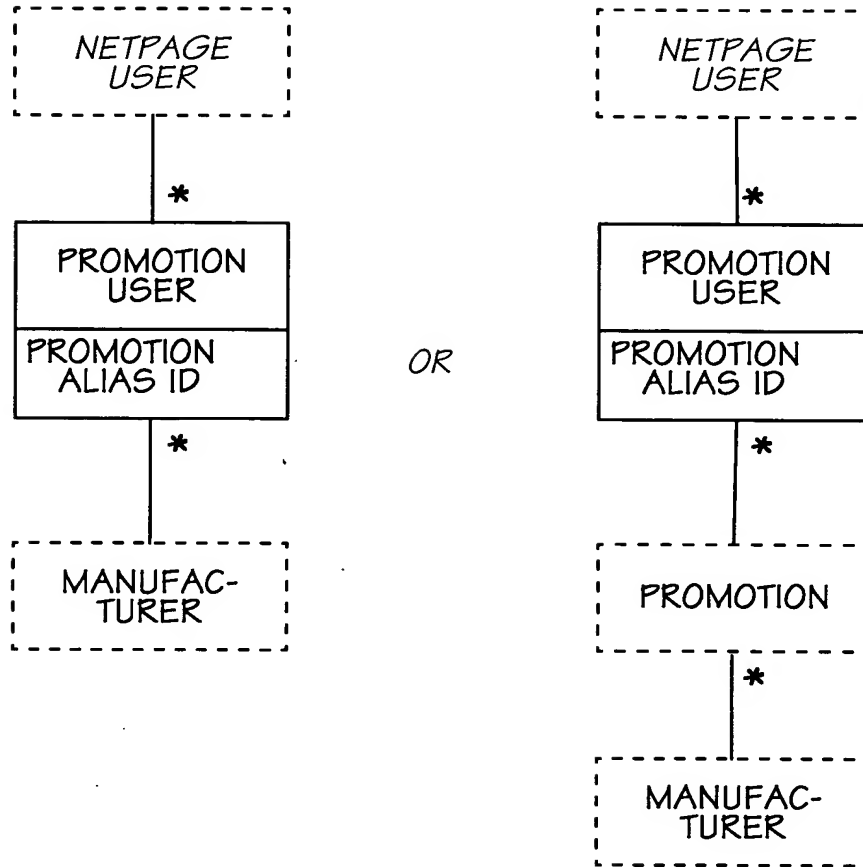 NETPAGE
USER
*
PROMOTION
USER
PROMOTION
ALIAS ID
*
MANUFAC-
TURER
OR
NETPAGE
USER
*
PROMOTION
USER
PROMOTION
ALIAS ID
*
PROMOTION
*
MANUFAC-
TURER